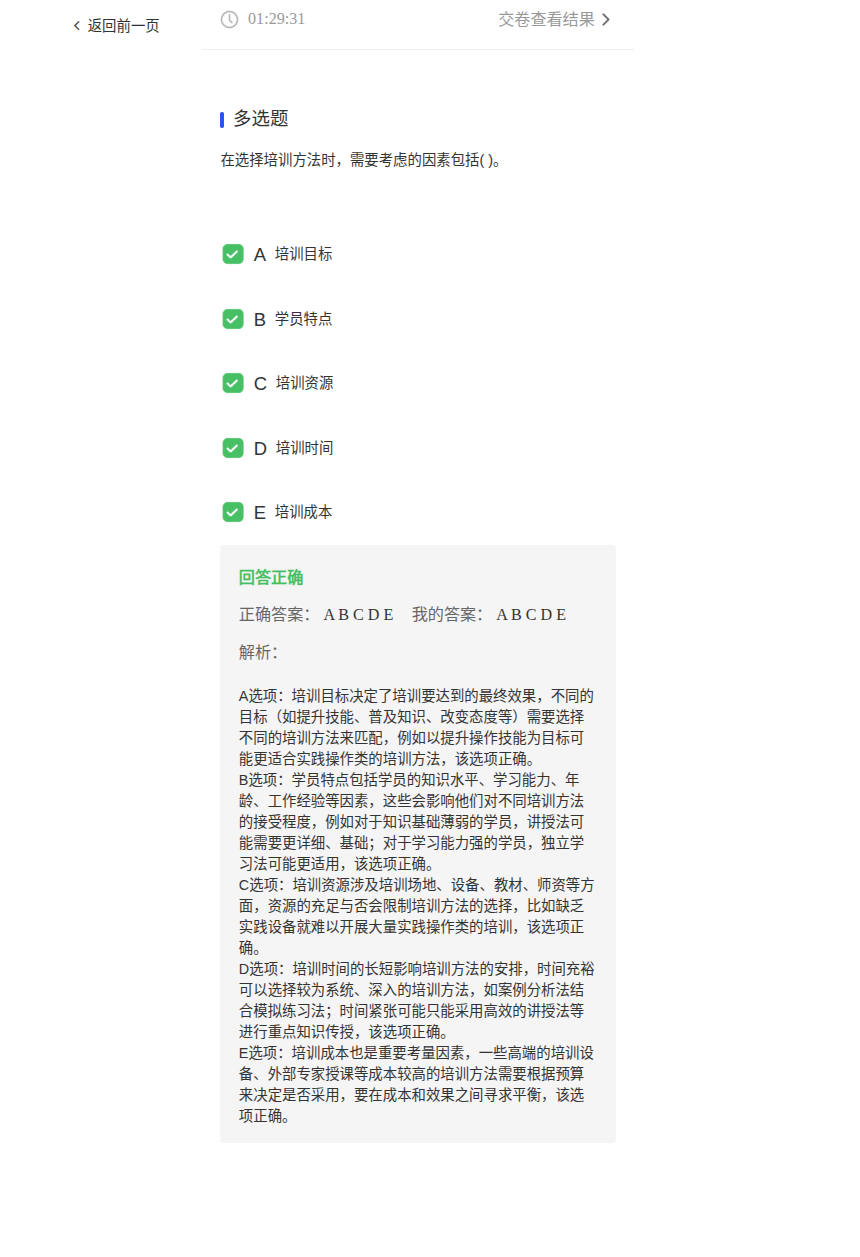 返回前一页
01:29:31 交卷查看结果
多选题
在选择培训方法时，需要考虑的因素包括( )。
A 培训目标
B 学员特点
C 培训资源
D 培训时间
E 培训成本
回答正确
正确答案： A B C D E 我的答案： A B C D E
解析：
A选项：培训目标决定了培训要达到的最终效果，不同的
目标（如提升技能、普及知识、改变态度等）需要选择
不同的培训方法来匹配，例如以提升操作技能为目标可
能更适合实践操作类的培训方法，该选项正确。
B选项：学员特点包括学员的知识水平、学习能力、年
龄、工作经验等因素，这些会影响他们对不同培训方法
的接受程度，例如对于知识基础薄弱的学员，讲授法可
能需要更详细、基础；对于学习能力强的学员，独立学
习法可能更适用，该选项正确。
C选项：培训资源涉及培训场地、设备、教材、师资等方
面，资源的充足与否会限制培训方法的选择，比如缺乏
实践设备就难以开展大量实践操作类的培训，该选项正
确。
D选项：培训时间的长短影响培训方法的安排，时间充裕
可以选择较为系统、深入的培训方法，如案例分析法结
合模拟练习法；时间紧张可能只能采用高效的讲授法等
进行重点知识传授，该选项正确。
E选项：培训成本也是重要考量因素，一些高端的培训设
备、外部专家授课等成本较高的培训方法需要根据预算
来决定是否采用，要在成本和效果之间寻求平衡，该选
项正确。